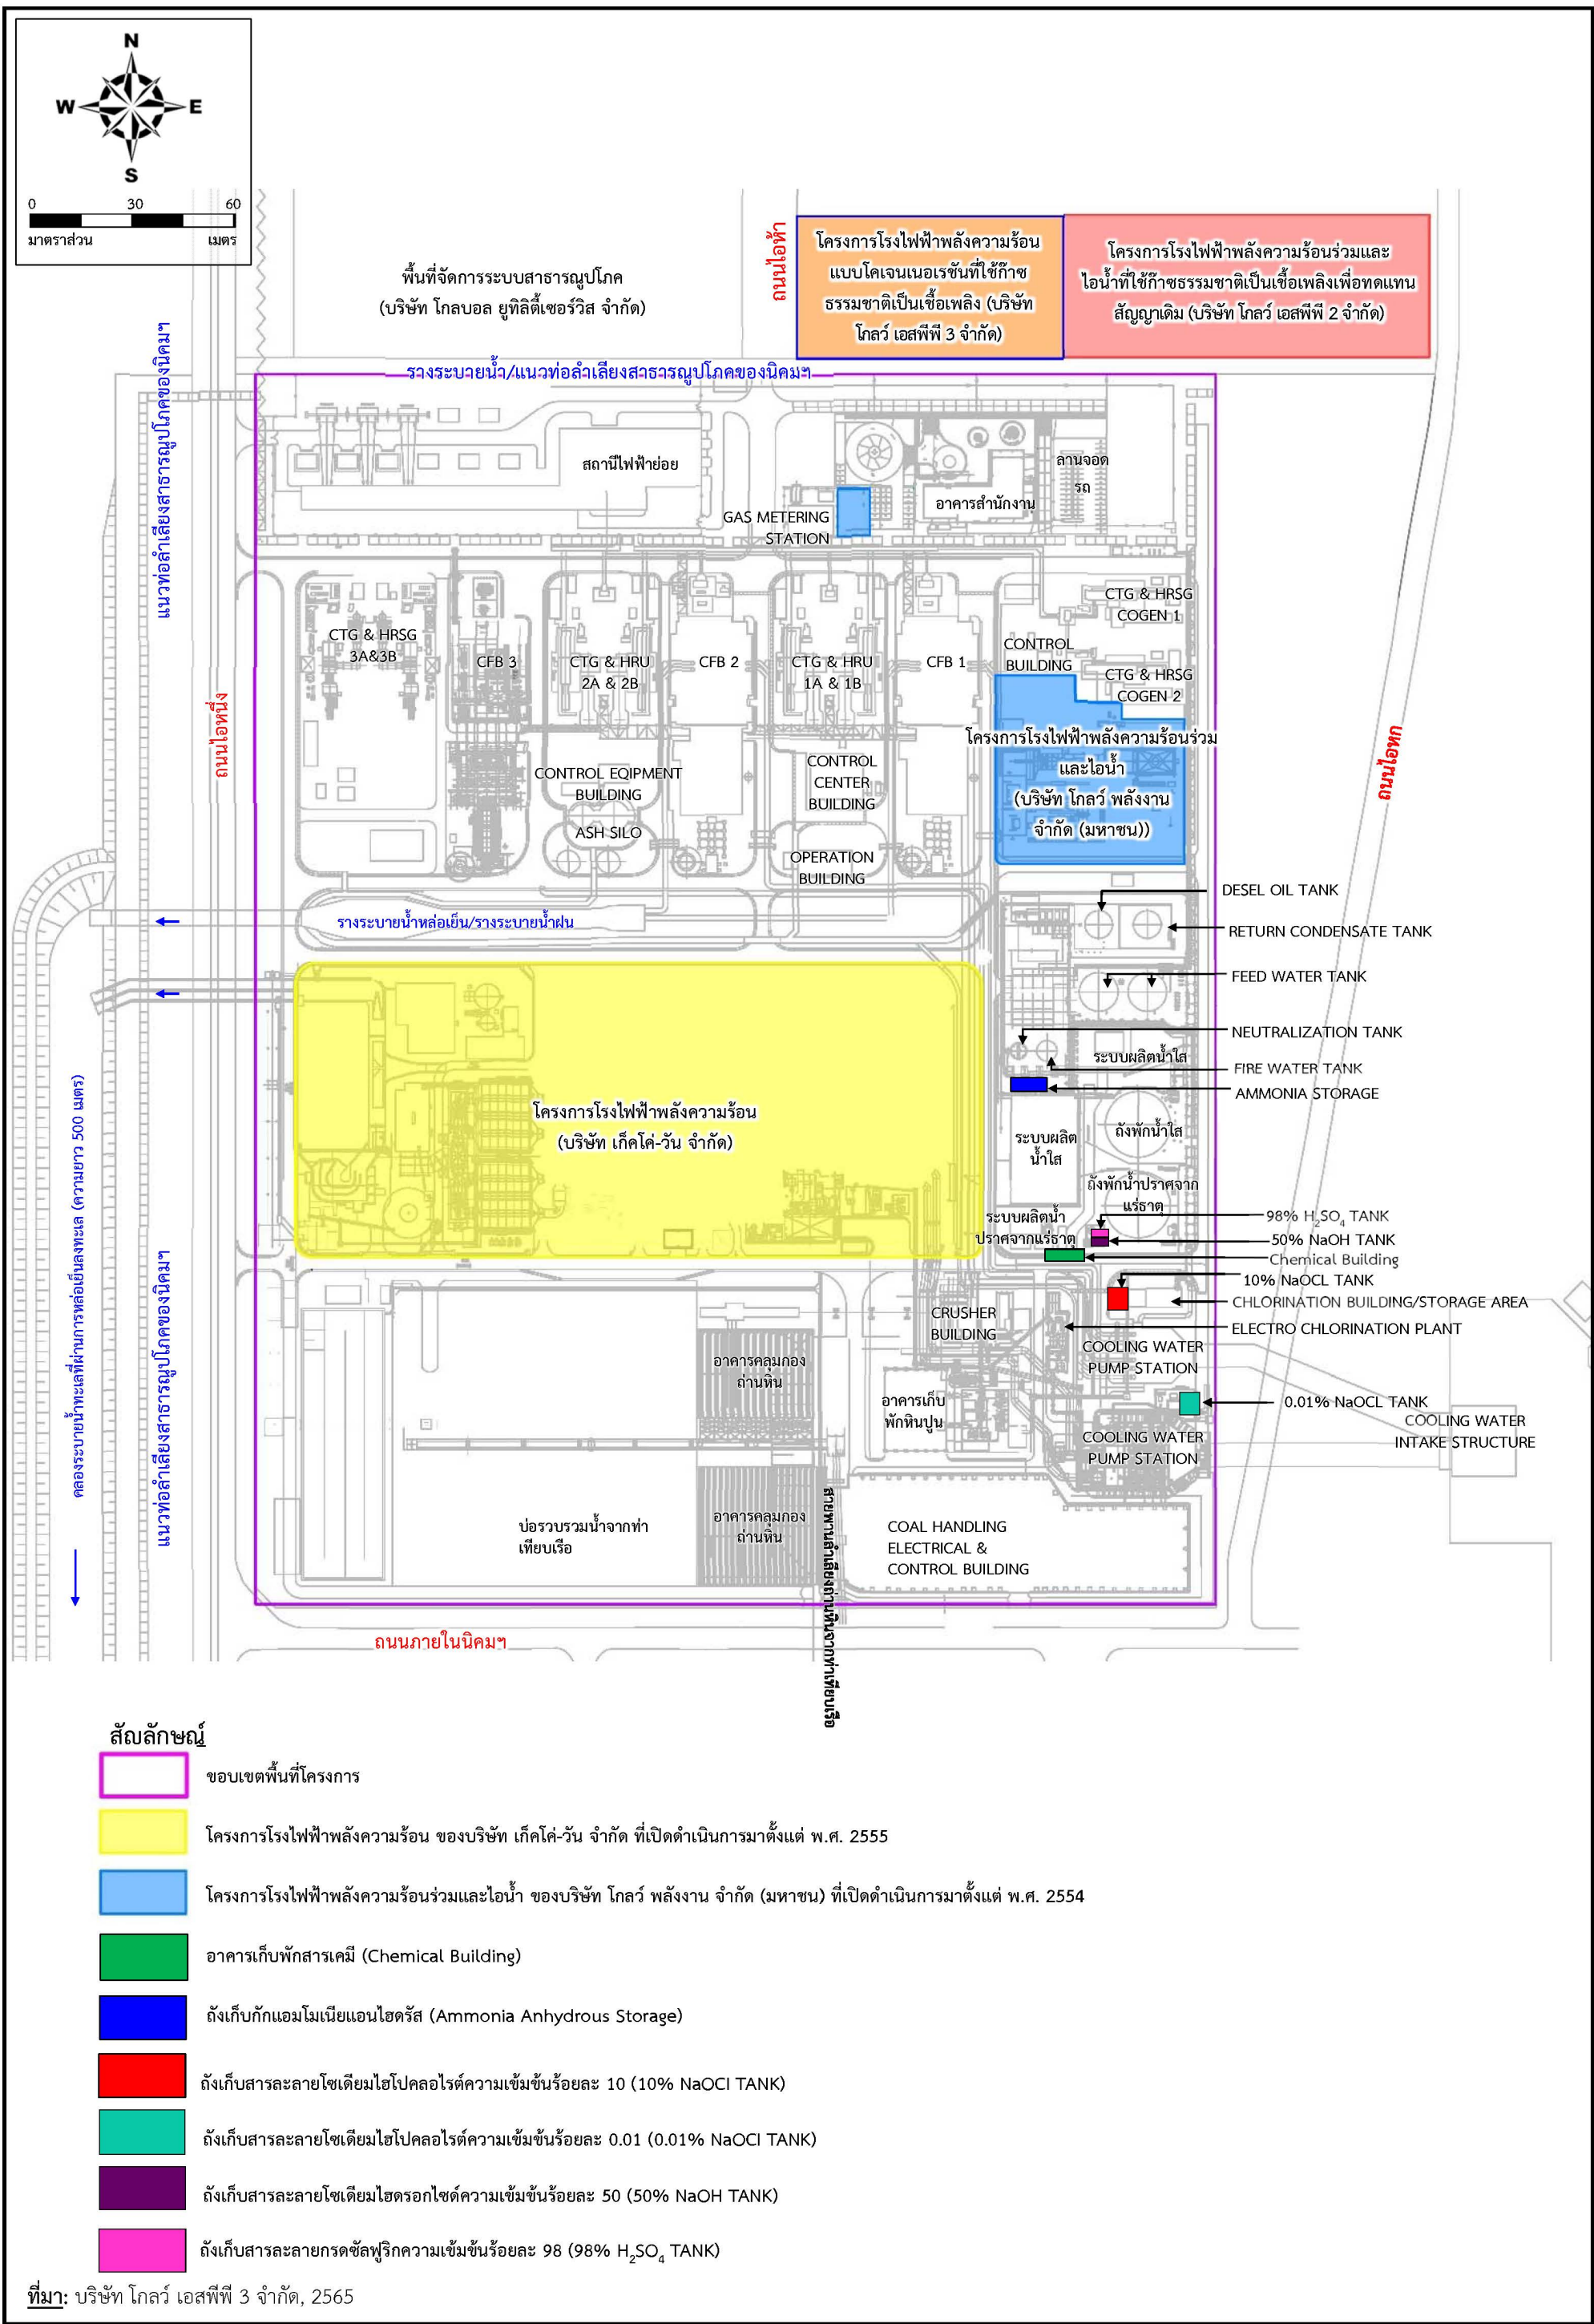 N
W
E
S
0 30 60
มาตราส่วน เมตร
พื้นที่จัดการระบบสาธารณูปโภค
(บริษัท โกลบอล ยูทิลิตี้เซอร์วิส จำกัด)
ถนนไอห้า
โครงการโรงไฟฟ้าพลังความร้อน
แบบโคเจนเนอเรชันที่ใช้ก๊าซ
ธรรมชาติเป็นเชื้อเพลิง (บริษัท
โกลว์ เอสพีพี 3 จำกัด)
โครงการโรงไฟฟ้าพลังความร้อนร่วมและ
ไอน้ำที่ใช้ก๊าซธรรมชาติเป็นเชื้อเพลิงเพื่อทดแทน
สัญญาเดิม (บริษัท โกลว์ เอสพีพี 2 จำกัด)
รางระบายน้ำ/แนวท่อลำเลียงสาธารณูปโภคของนิคมฯ
แนวท่อลำเลียงสาธารณูปโภคของนิคมฯ
สถานีไฟฟ้าย่อย
GAS METERING
STATION
อาคารสำนักงาน
ลานจอด
รถ
CTG & HRSG
3A&3B
CFB 3
CTG & HRU
2A & 2B
CFB 2
CTG & HRU
1A & 1B
CFB 1
CONTROL
BUILDING
CTG & HRSG
COGEN 1
CTG & HRSG
COGEN 2
ถนนไอหนึ่ง
ถนนไอหก
โครงการโรงไฟฟ้าพลังความร้อนร่วม
และไอน้ำ
(บริษัท โกลว์ พลังงาน
จำกัด (มหาชน))
CONTROL EQIPMENT
BUILDING
ASH SILO
CONTROL
CENTER
BUILDING
OPERATION
BUILDING
รางระบายน้ำหล่อเย็น/รางระบายน้ำฝน
DESEL OIL TANK
RETURN CONDENSATE TANK
FEED WATER TANK
NEUTRALIZATION TANK
ระบบผลิตน้ำใส
FIRE WATER TANK
AMMONIA STORAGE
โครงการโรงไฟฟ้าพลังความร้อน
(บริษัท เก็คโค่-วัน จำกัด)
ระบบผลิต
น้ำใส
ถังพักน้ำใส
ถังพักน้ำปราศจาก
แร่ธาตุ
ระบบผลิตน้ำ
ปราศจากแร่ธาตุ
98% H₂SO₄ TANK
50% NaOH TANK
Chemical Building
10% NaOCL TANK
CHLORINATION BUILDING/STORAGE AREA
ELECTRO CHLORINATION PLANT
คลองระบายน้ำทะเลที่ผ่านการหล่อเย็นลงทะเล (ความยาว 500 เมตร)
แนวท่อลำเลียงสาธารณูปโภคของนิคมฯ
CRUSHER
BUILDING
COOLING WATER
PUMP STATION
อาคารคลุมกอง
ถ่านหิน
อาคารเก็บ
พักหินปูน
0.01% NaOCL TANK
COOLING WATER
INTAKE STRUCTURE
COOLING WATER
PUMP STATION
บ่อรวบรวมน้ำจากท่า
เทียบเรือ
อาคารคลุมกอง
ถ่านหิน
สายพานลำเลียงถ่านหินจากท่าเทียบเรือ
COAL HANDLING
ELECTRICAL &
CONTROL BUILDING
ถนนภายในนิคมฯ
สัญลักษณ์
ขอบเขตพื้นที่โครงการ
โครงการโรงไฟฟ้าพลังความร้อน ของบริษัท เก็คโค่-วัน จำกัด ที่เปิดดำเนินการมาตั้งแต่ พ.ศ. 2555
โครงการโรงไฟฟ้าพลังความร้อนร่วมและไอน้ำ ของบริษัท โกลว์ พลังงาน จำกัด (มหาชน) ที่เปิดดำเนินการมาตั้งแต่ พ.ศ. 2554
อาคารเก็บพักสารเคมี (Chemical Building)
ถังเก็บกักแอมโมเนียแอนไฮดรัส (Ammonia Anhydrous Storage)
ถังเก็บสารละลายโซเดียมไฮโปคลอไรต์ความเข้มข้นร้อยละ 10 (10% NaOCl TANK)
ถังเก็บสารละลายโซเดียมไฮโปคลอไรต์ความเข้มข้นร้อยละ 0.01 (0.01% NaOCl TANK)
ถังเก็บสารละลายโซเดียมไฮดรอกไซด์ความเข้มข้นร้อยละ 50 (50% NaOH TANK)
ถังเก็บสารละลายกรดซัลฟูริกความเข้มข้นร้อยละ 98 (98% H₂SO₄ TANK)
ที่มา: บริษัท โกลว์ เอสพีพี 3 จำกัด, 2565